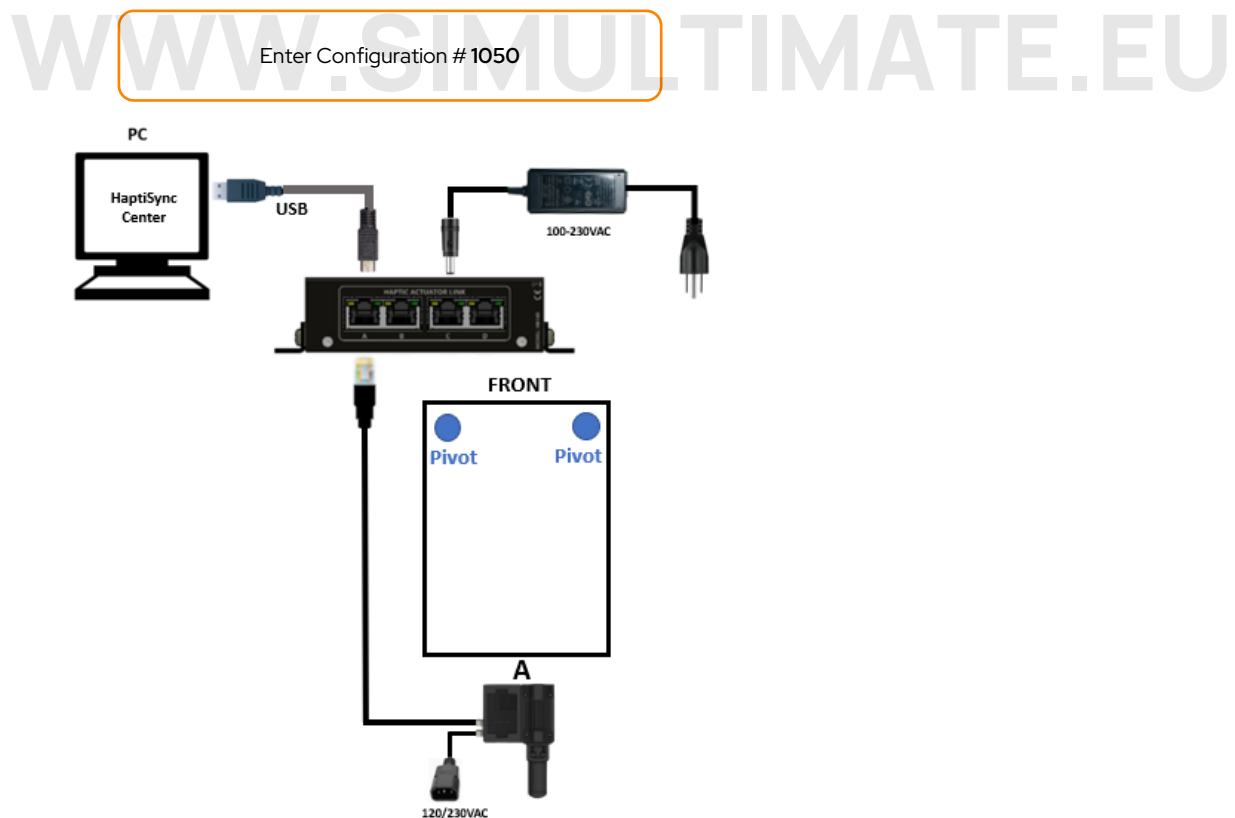 WWW.SIMULTIMATE.EU
Enter Configuration # 1050
PC
HaptiSync
Center
USB
100-230VAC
HAPTIC ACTUATOR LINK
A B C D
FRONT
Pivot Pivot
A
120/230VAC